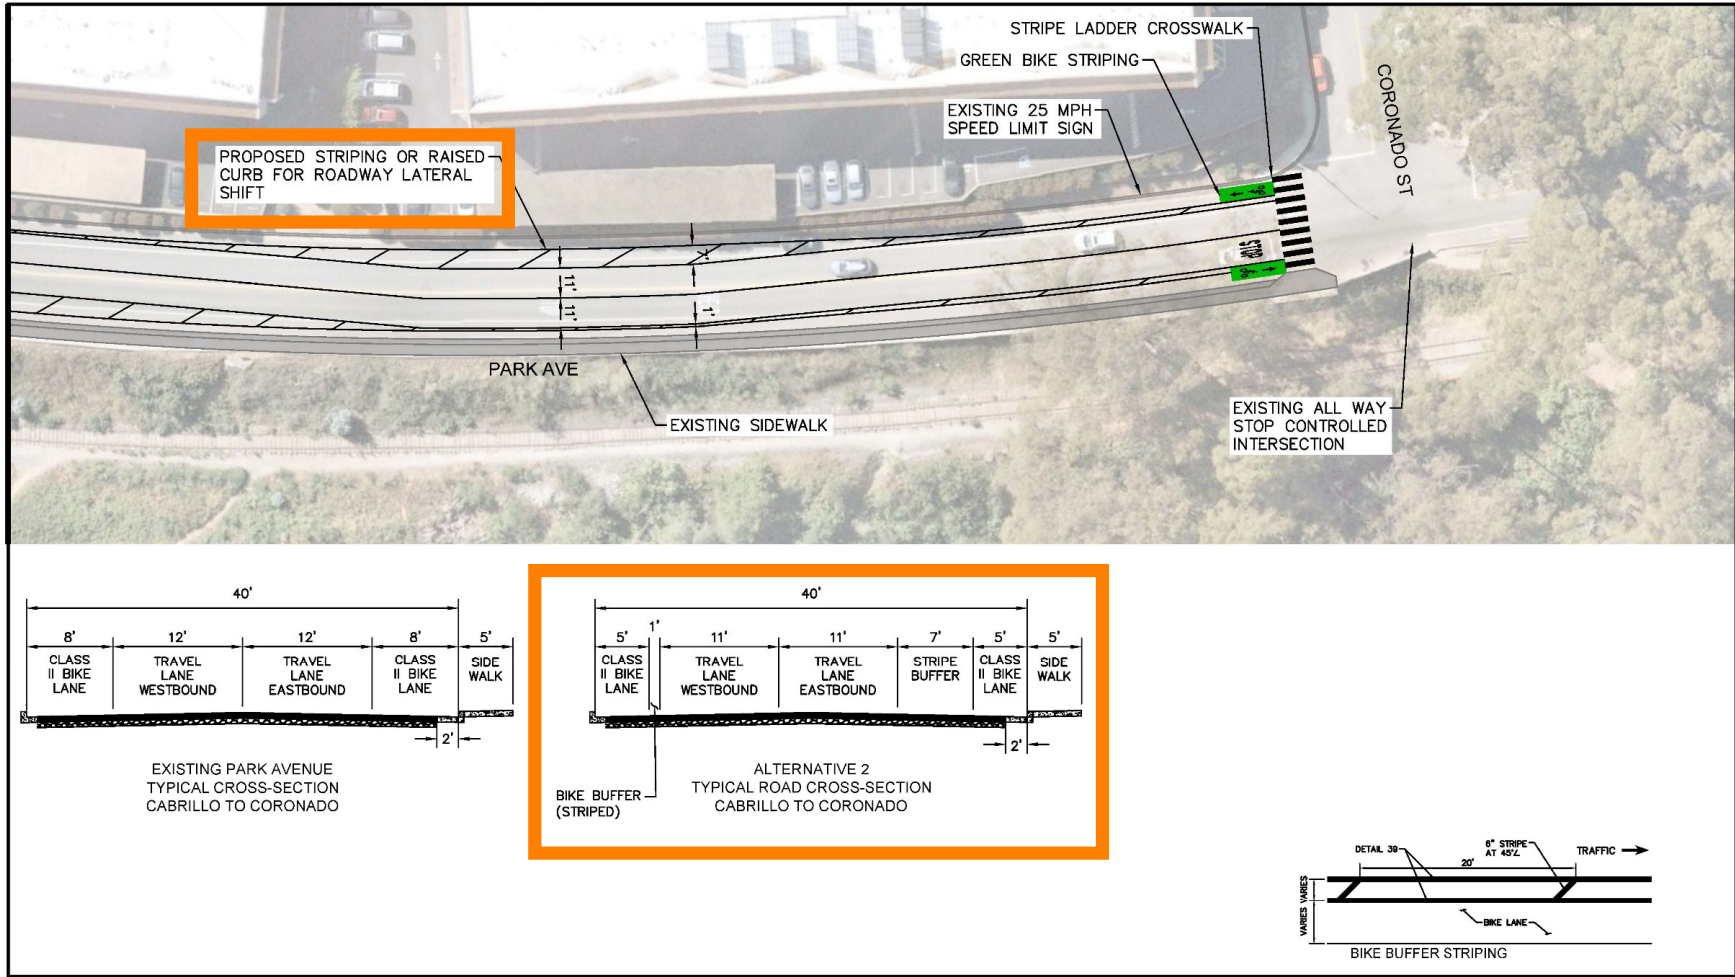 STRIPE LADDER CROSSWALK
GREEN BIKE STRIPING
EXISTING 25 MPH
SPEED LIMIT SIGN
CORONADO ST
PROPOSED STRIPING OR RAISED
CURB FOR ROADWAY LATERAL
SHIFT
STOP
7'
11'
11'
1'
PARK AVE
EXISTING SIDEWALK
EXISTING ALL WAY
STOP CONTROLLED
INTERSECTION
40'
8' 12' 12' 8' 5'
CLASS
II BIKE
LANE
TRAVEL
LANE
WESTBOUND
TRAVEL
LANE
EASTBOUND
CLASS
II BIKE
LANE
SIDE
WALK
2'
EXISTING PARK AVENUE
TYPICAL CROSS-SECTION
CABRILLO TO CORONADO
40'
5' 1' 11' 11' 7' 5' 5'
CLASS
II BIKE
LANE
TRAVEL
LANE
WESTBOUND
TRAVEL
LANE
EASTBOUND
STRIPE
BUFFER
CLASS
II BIKE
LANE
SIDE
WALK
2'
BIKE BUFFER
(STRIPED)
ALTERNATIVE 2
TYPICAL ROAD CROSS-SECTION
CABRILLO TO CORONADO
DETAIL 39
6" STRIPE
AT 45°∠
TRAFFIC
20'
VARIES
VARIES
BIKE LANE
BIKE BUFFER STRIPING